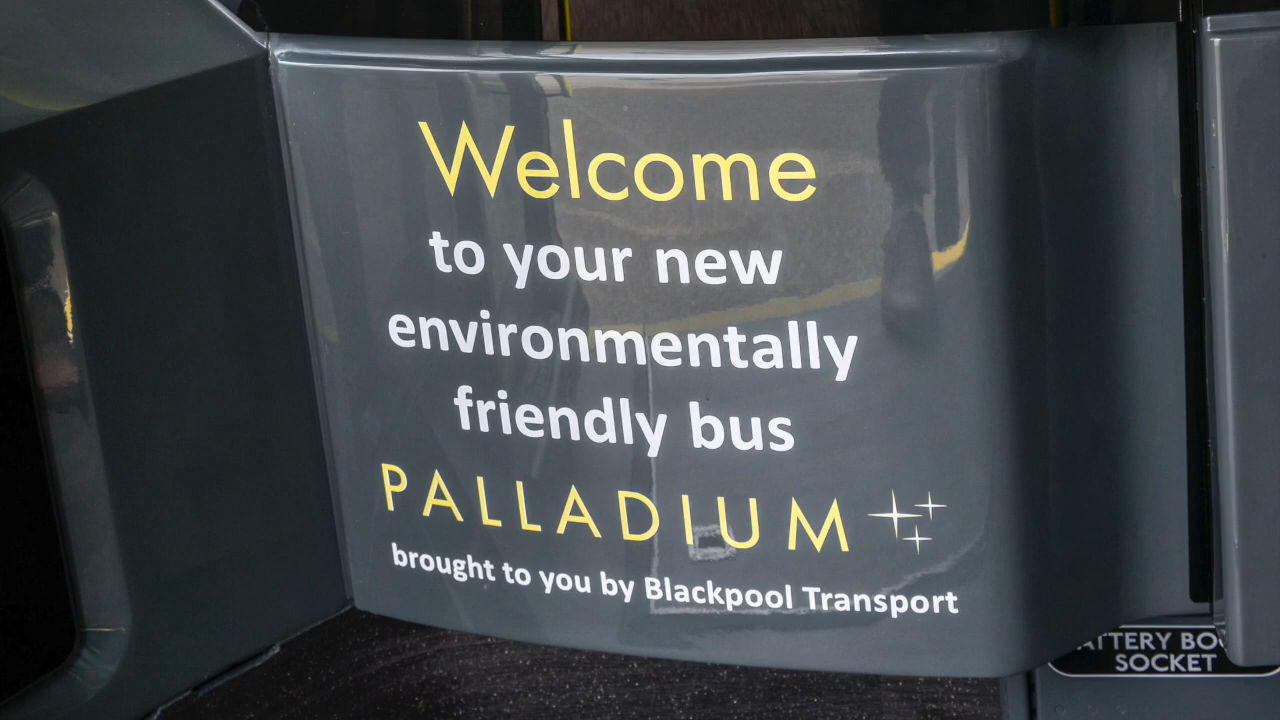 Welcome
to your new
environmentally
friendly bus
PALLADIUM
brought to you by Blackpool Transport
SOCKET